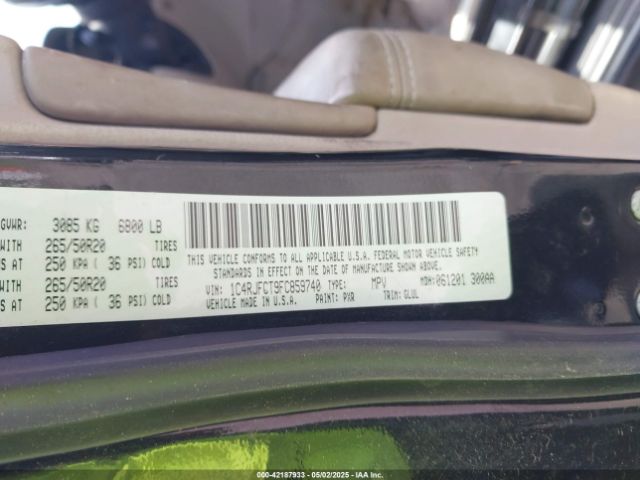 GVWR: 3085 KG 6800 LB
WITH 265/50R20 TIRES
S AT 250 KPA ( 36 PSI) COLD
WITH 265/50R20 TIRES
S AT 250 KPA ( 36 PSI) COLD
THIS VEHICLE CONFORMS TO ALL APPLICABLE U.S.A. FEDERAL MOTOR VEHICLE SAFETY
STANDARDS IN EFFECT ON THE DATE OF MANUFACTURE SHOWN ABOVE.
VIN: 1C4RJFCT9FC859740 TYPE: MPV MDH: 061201 300AA
VEHICLE MADE IN U.S.A. PAINT: PXR TRIM: GLUL
000-42187933 - 05/02/2025 - IAAI.COM